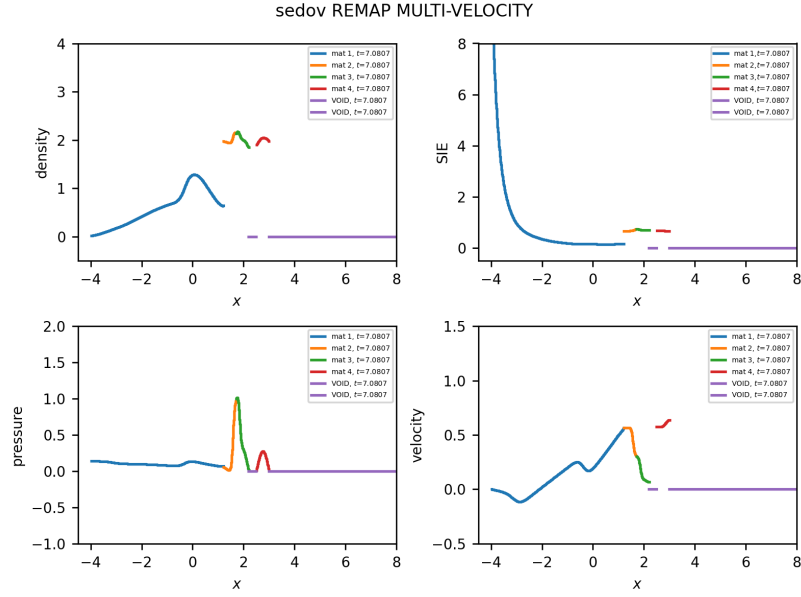 sedov REMAP MULTI-VELOCITY
density
4
3
2
1
0
−4 −2 0 2 4 6 8
x
mat 1, t=7.0807
mat 2, t=7.0807
mat 3, t=7.0807
mat 4, t=7.0807
VOID, t=7.0807
VOID, t=7.0807
SIE
8
6
4
2
0
−4 −2 0 2 4 6 8
x
mat 1,t=7.0807
mat 2, t=7.0807
mat 3,t=7.0807
mat 4, t=7.0807
VOID, t=7.0807
VOID, t=7.0807
pressure
2.0
1.5
1.0
0.5
0.0
−0.5
−1.0
−4 −2 0 2 4 6 8
x
mat 1, t=7.0807
mat 2, t=7.0807
mat 3, t=7.0807
mat 4, t=7.0807
VOID, t=7.0807
VOID, t=7.0807
velocity
1.5
1.0
0.5
0.0
−0.5
−4 −2 0 2 4 6 8
x
mat 1, t=7.0807
mat 2, t=7.0807
mat 3, t=7.0807
mat 4, t=7.0807
VOID, t=7.0807
VOID, t=7.0807